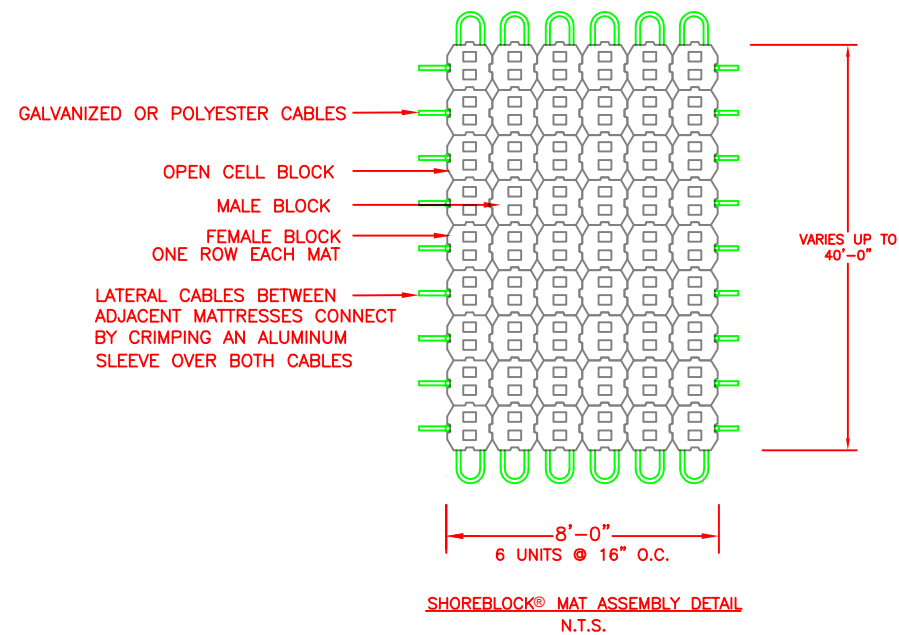 GALVANIZED OR POLYESTER CABLES
OPEN CELL BLOCK
MALE BLOCK
FEMALE BLOCK
ONE ROW EACH MAT
LATERAL CABLES BETWEEN
ADJACENT MATTRESSES CONNECT
BY CRIMPING AN ALUMINUM
SLEEVE OVER BOTH CABLES
VARIES UP TO
40'-0"
8'-0"
6 UNITS @ 16" O.C.
SHOREBLOCK® MAT ASSEMBLY DETAIL
N.T.S.